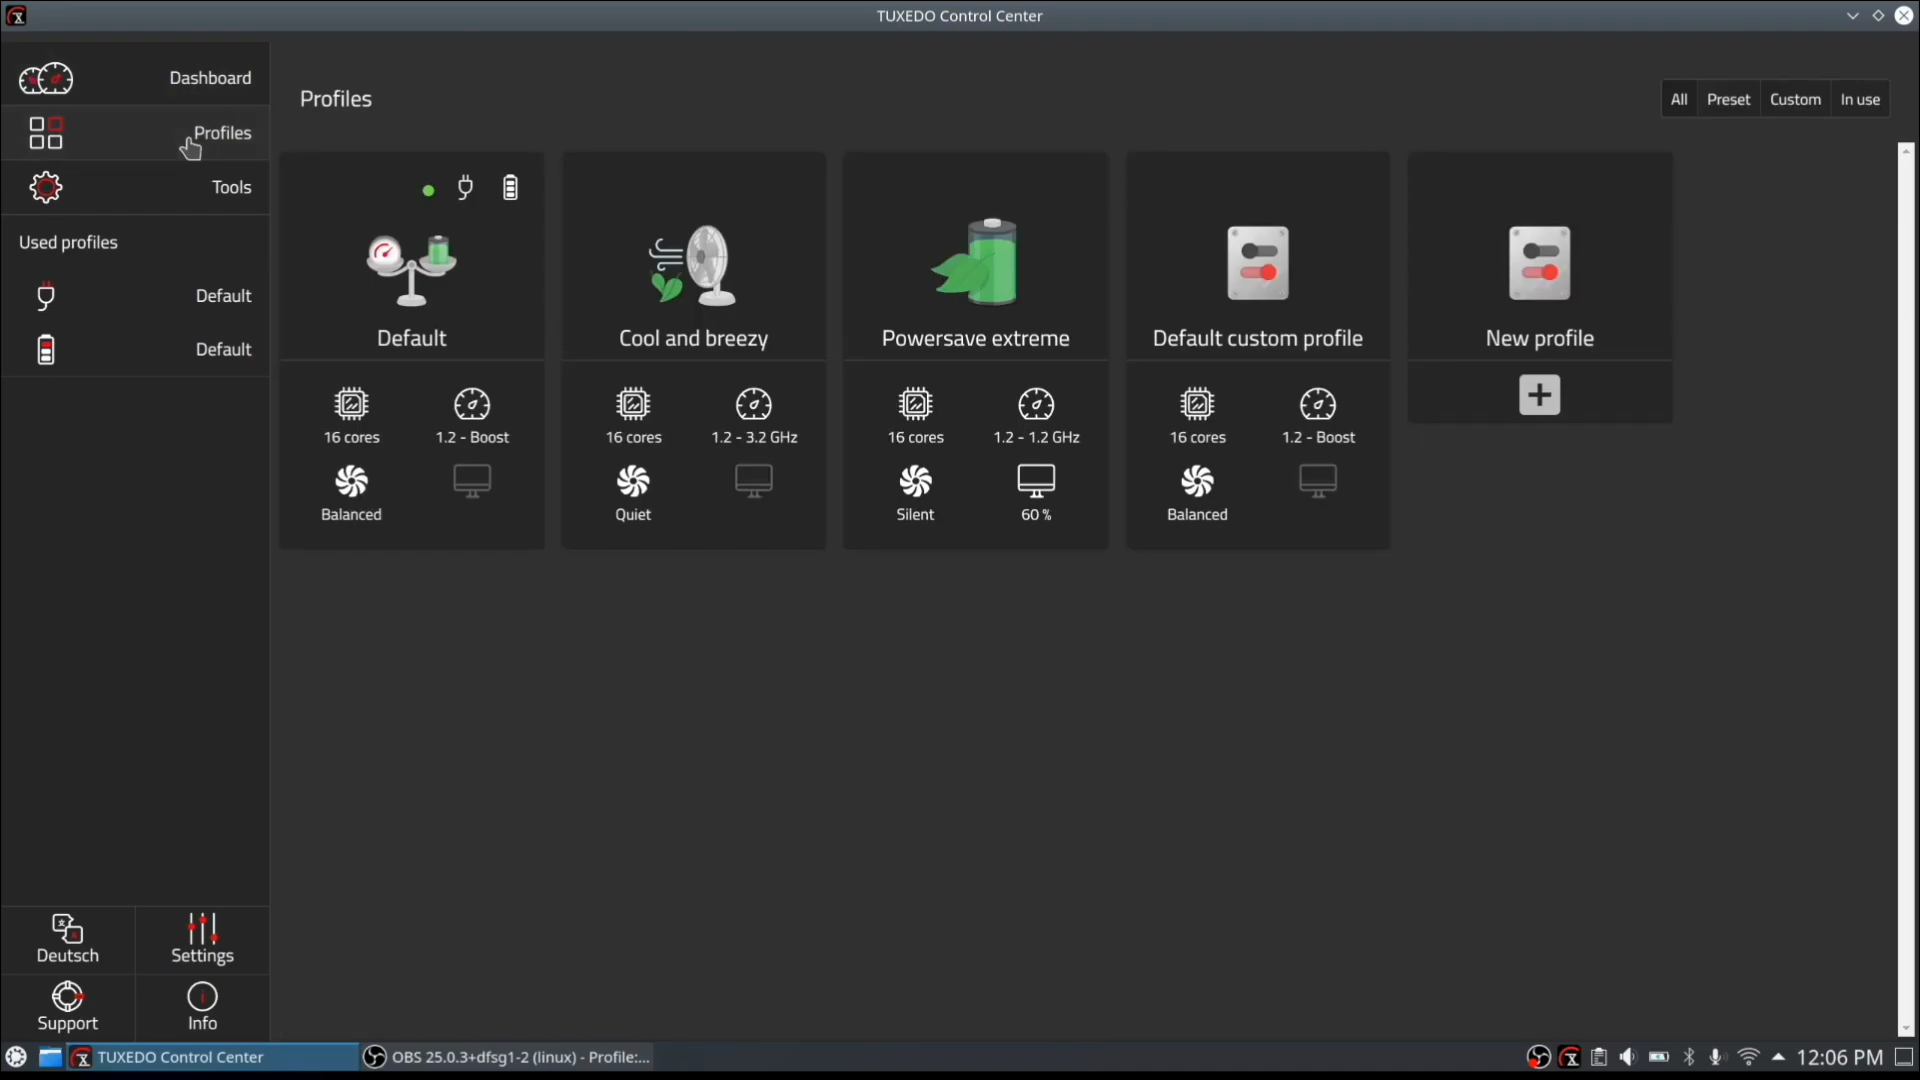 TUXEDO Control Center
Dashboard
Profiles
Tools
Used profiles
Default
Default
Deutsch
Settings
Support
Info
Profiles
All
Preset
Custom
In use
Default
16 cores
1.2 - Boost
Balanced
Cool and breezy
16 cores
1.2 - 3.2 GHz
Quiet
Powersave extreme
16 cores
1.2 - 1.2 GHz
Silent
60 %
Default custom profile
16 cores
1.2 - Boost
Balanced
New profile
TUXEDO Control Center
OBS 25.0.3+dfsg1-2 (linux) - Profile:...
12:06 PM